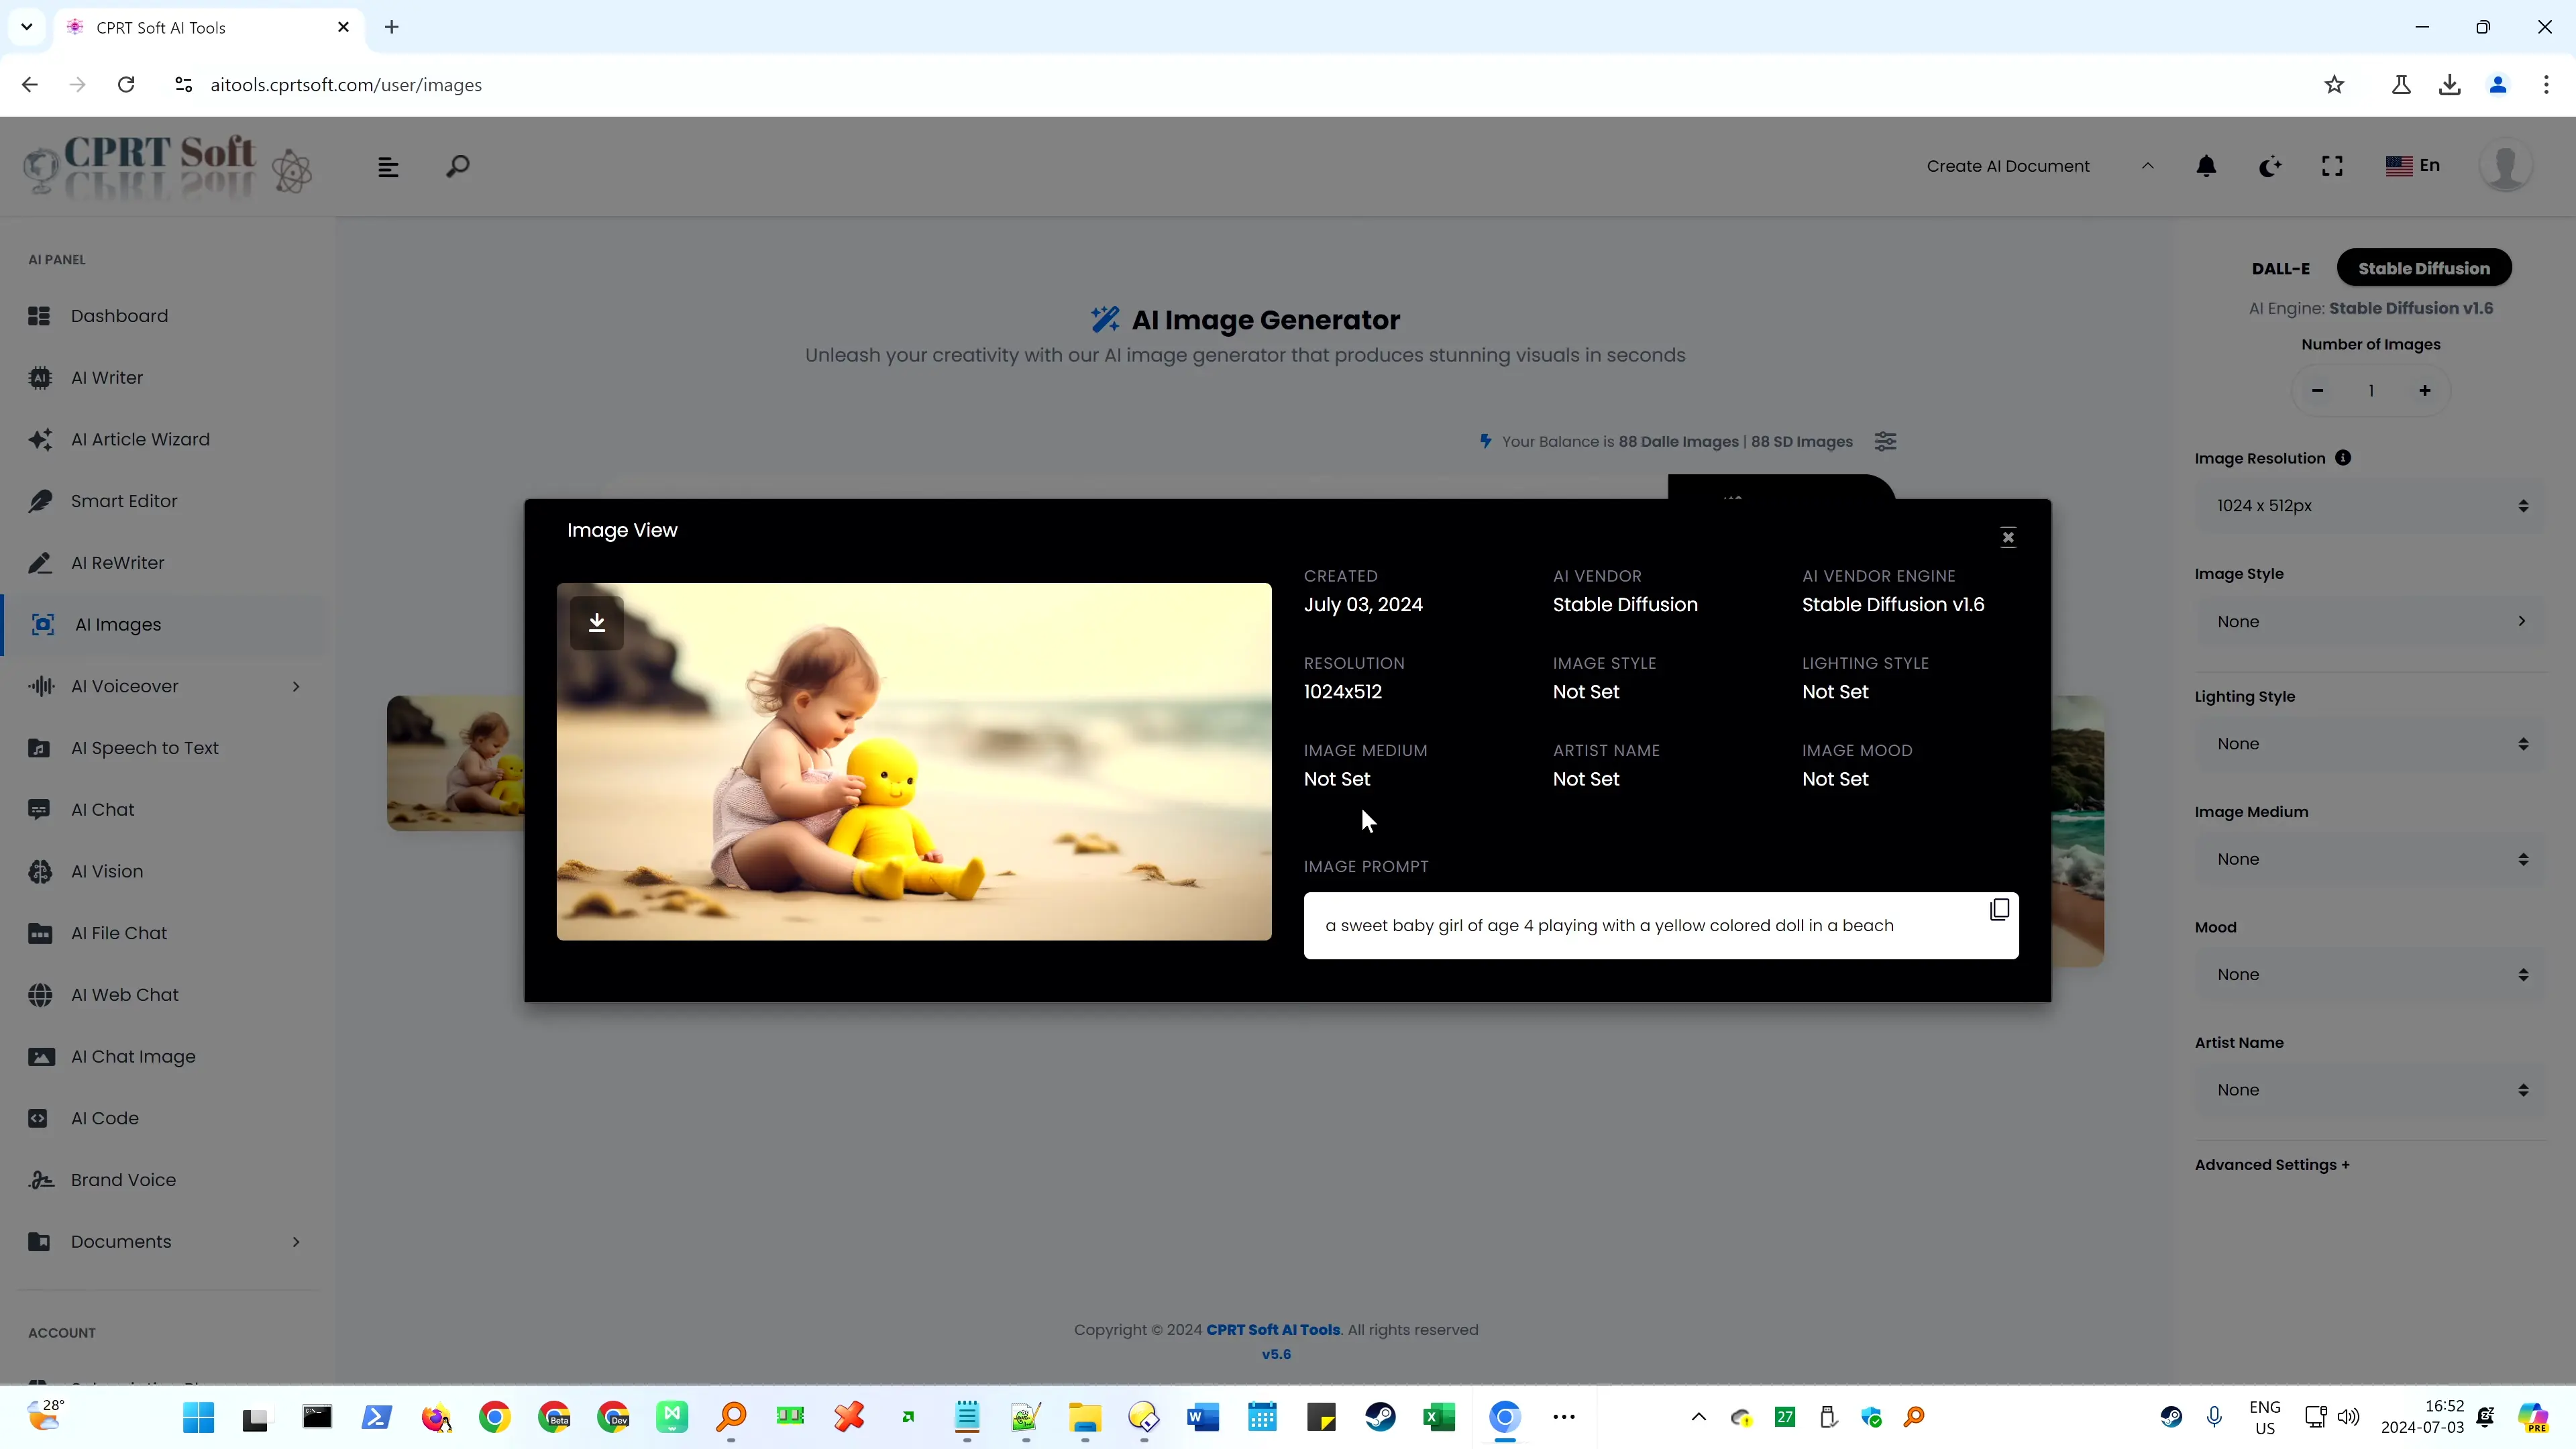 CPRT Soft AI Tools
aitools.cprtsoft.com/user/images
CPRT Soft
Create AI Document
En
AI PANEL
Dashboard
AI Writer
AI Article Wizard
Smart Editor
AI ReWriter
AI Images
AI Voiceover
AI Speech to Text
AI Chat
AI Vision
AI File Chat
AI Web Chat
AI Chat Image
AI Code
Brand Voice
Documents
ACCOUNT
AI Image Generator
Unleash your creativity with our AI image generator that produces stunning visuals in seconds
Your Balance is 88 Dalle Images | 88 SD Images
Image View
CREATED
July 03, 2024
AI VENDOR
Stable Diffusion
AI VENDOR ENGINE
Stable Diffusion v1.6
RESOLUTION
1024x512
IMAGE STYLE
Not Set
LIGHTING STYLE
Not Set
IMAGE MEDIUM
Not Set
ARTIST NAME
Not Set
IMAGE MOOD
Not Set
IMAGE PROMPT
a sweet baby girl of age 4 playing with a yellow colored doll in a beach
DALL-E
Stable Diffusion
AI Engine: Stable Diffusion v1.6
Number of Images
1
Image Resolution
1024 x 512px
Image Style
None
Lighting Style
None
Image Medium
None
Mood
None
Artist Name
None
Advanced Settings +
Copyright © 2024 CPRT Soft AI Tools. All rights reserved
v5.6
28°
Beta
Dev
27
ENG
US
16:52
2024-07-03
PRE